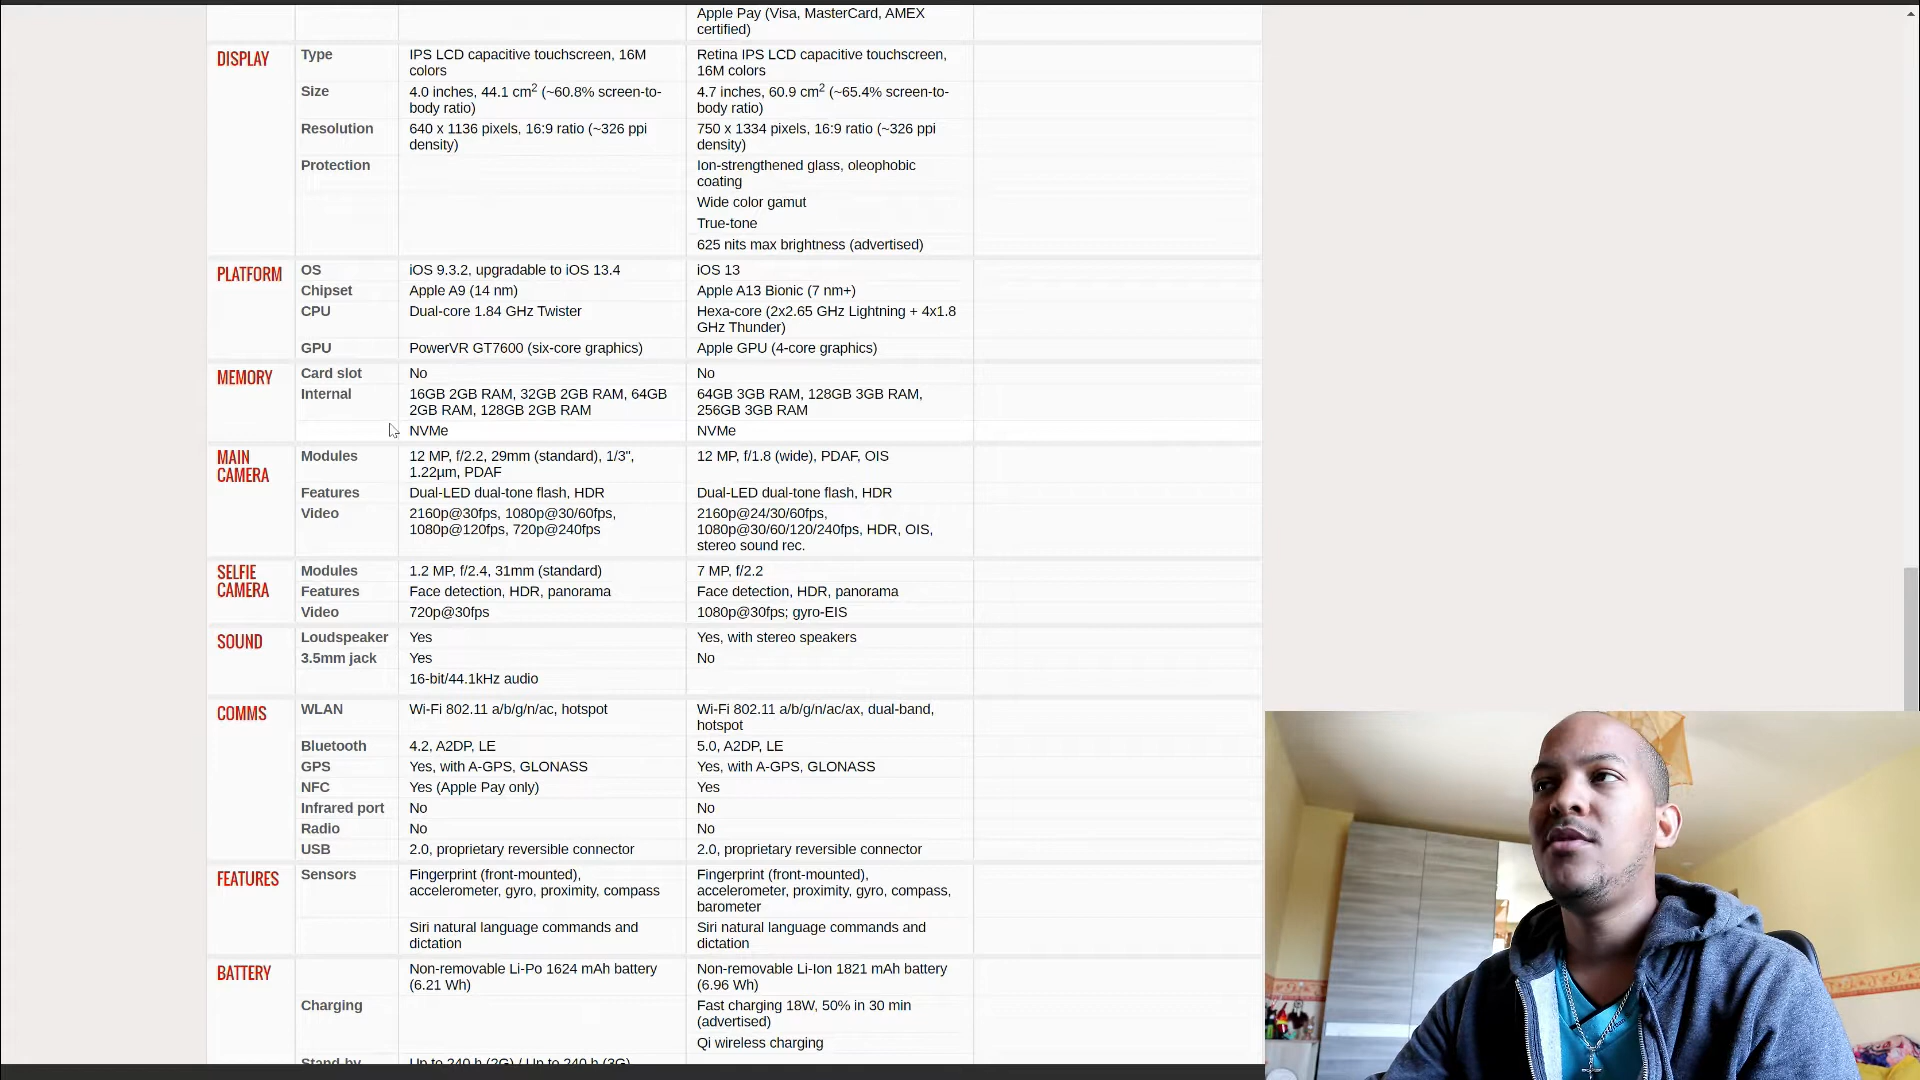 Apple Pay (Visa, MasterCard, AMEX
certified)
DISPLAY
Type
IPS LCD capacitive touchscreen, 16M
colors
Retina IPS LCD capacitive touchscreen,
16M colors
Size
4.0 inches, 44.1 cm2 (~60.8% screen-to-
body ratio)
4.7 inches, 60.9 cm2 (~65.4% screen-to-
body ratio)
Resolution
640 x 1136 pixels, 16:9 ratio (~326 ppi
density)
750 x 1334 pixels, 16:9 ratio (~326 ppi
density)
Protection
Ion-strengthened glass, oleophobic
coating
Wide color gamut
True-tone
625 nits max brightness (advertised)
PLATFORM
OS
iOS 9.3.2, upgradable to iOS 13.4
iOS 13
Chipset
Apple A9 (14 nm)
Apple A13 Bionic (7 nm+)
CPU
Dual-core 1.84 GHz Twister
Hexa-core (2x2.65 GHz Lightning + 4x1.8
GHz Thunder)
GPU
PowerVR GT7600 (six-core graphics)
Apple GPU (4-core graphics)
MEMORY
Card slot
No
No
Internal
16GB 2GB RAM, 32GB 2GB RAM, 64GB
2GB RAM, 128GB 2GB RAM
64GB 3GB RAM, 128GB 3GB RAM,
256GB 3GB RAM
NVMe
NVMe
MAIN
CAMERA
Modules
12 MP, f/2.2, 29mm (standard), 1/3",
1.22µm, PDAF
12 MP, f/1.8 (wide), PDAF, OIS
Features
Dual-LED dual-tone flash, HDR
Dual-LED dual-tone flash, HDR
Video
2160p@30fps, 1080p@30/60fps,
1080p@120fps, 720p@240fps
2160p@24/30/60fps,
1080p@30/60/120/240fps, HDR, OIS,
stereo sound rec.
SELFIE
CAMERA
Modules
1.2 MP, f/2.4, 31mm (standard)
7 MP, f/2.2
Features
Face detection, HDR, panorama
Face detection, HDR, panorama
Video
720p@30fps
1080p@30fps; gyro-EIS
SOUND
Loudspeaker
Yes
Yes, with stereo speakers
3.5mm jack
Yes
No
16-bit/44.1kHz audio
COMMS
WLAN
Wi-Fi 802.11 a/b/g/n/ac, hotspot
Wi-Fi 802.11 a/b/g/n/ac/ax, dual-band,
hotspot
Bluetooth
4.2, A2DP, LE
5.0, A2DP, LE
GPS
Yes, with A-GPS, GLONASS
Yes, with A-GPS, GLONASS
NFC
Yes (Apple Pay only)
Yes
Infrared port
No
No
Radio
No
No
USB
2.0, proprietary reversible connector
2.0, proprietary reversible connector
FEATURES
Sensors
Fingerprint (front-mounted),
accelerometer, gyro, proximity, compass
Fingerprint (front-mounted),
accelerometer, proximity, gyro, compass,
barometer
Siri natural language commands and
dictation
Siri natural language commands and
dictation
BATTERY
Non-removable Li-Po 1624 mAh battery
(6.21 Wh)
Non-removable Li-Ion 1821 mAh battery
(6.96 Wh)
Charging
Fast charging 18W, 50% in 30 min
(advertised)
Qi wireless charging
Stand-by
Up to 240 h (2G) / Up to 240 h (3G)